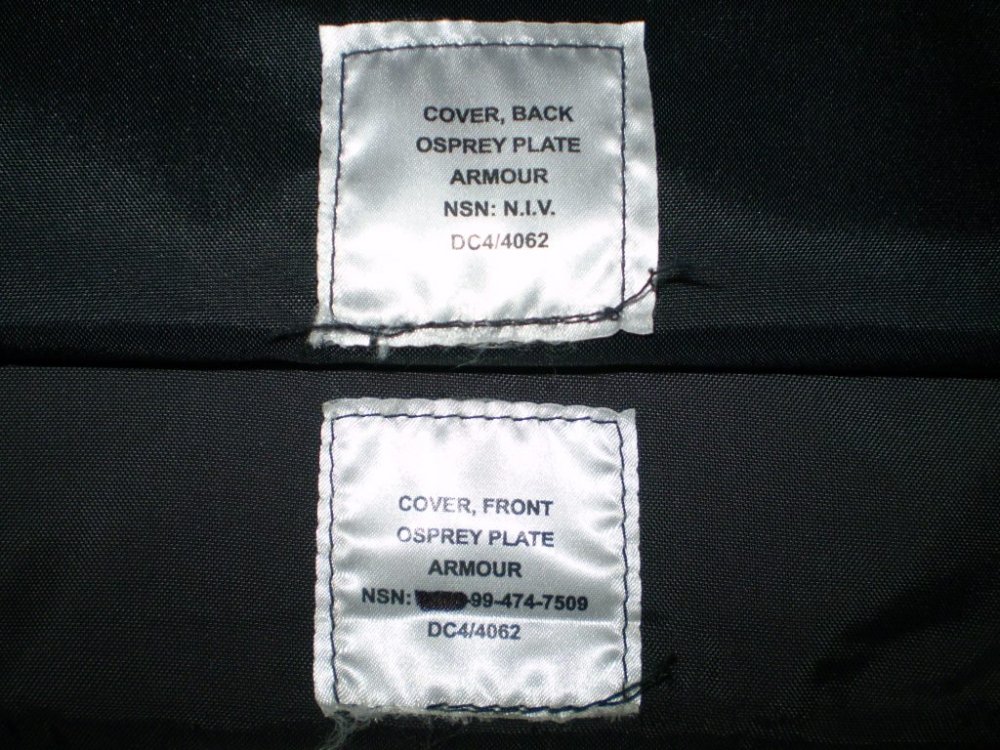 COVER, BACK
OSPREY PLATE
ARMOUR
NSN: N.I.V.
DC4/4062
COVER, FRONT
OSPREY PLATE
ARMOUR
NSN: -99-474-7509
DC4/4062